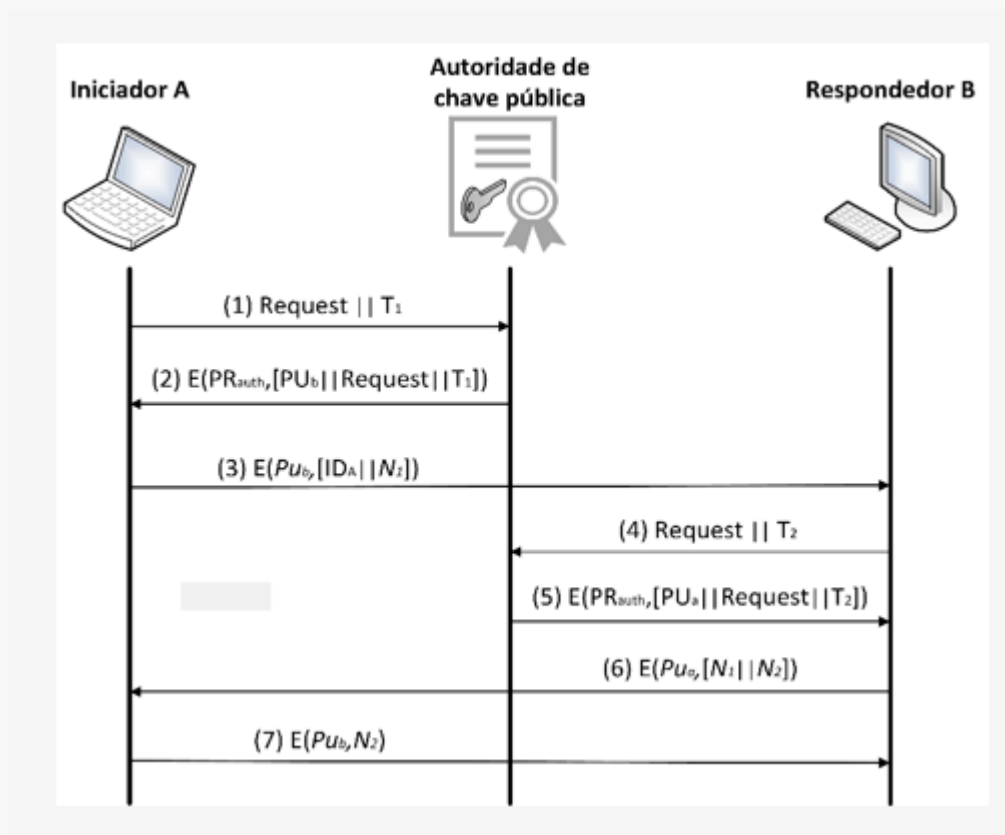 Iniciador A
Autoridade de
chave pública
Respondedor B
(1) Request || T₁
(2) E(PRauth,[PUb||Request||T₁])
(3) E(Pub,[IDA||N₁])
(4) Request || T₂
(5) E(PRauth,[PUa||Request||T₂])
(6) E(Pua,[N₁||N₂])
(7) E(Pub,N₂)